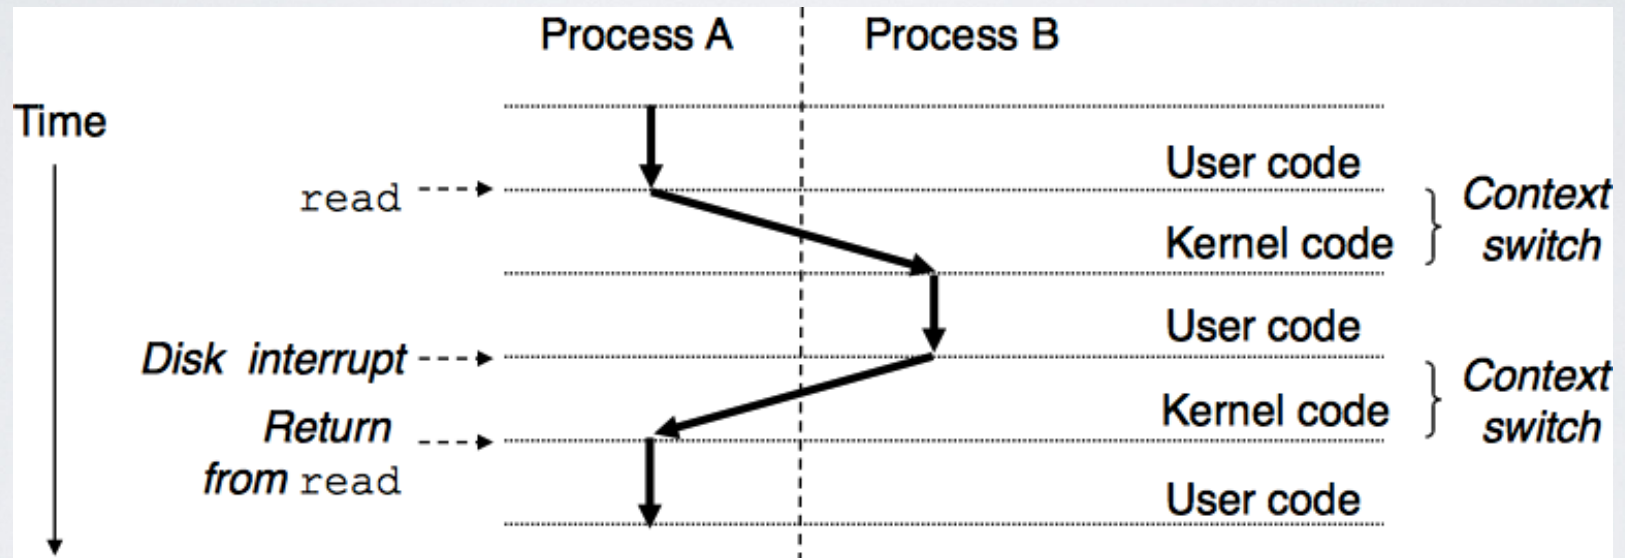 Process A
Process B
Time
User code
read
Context
switch
Kernel code
User code
Disk interrupt
Context
switch
Kernel code
Return
from read
User code